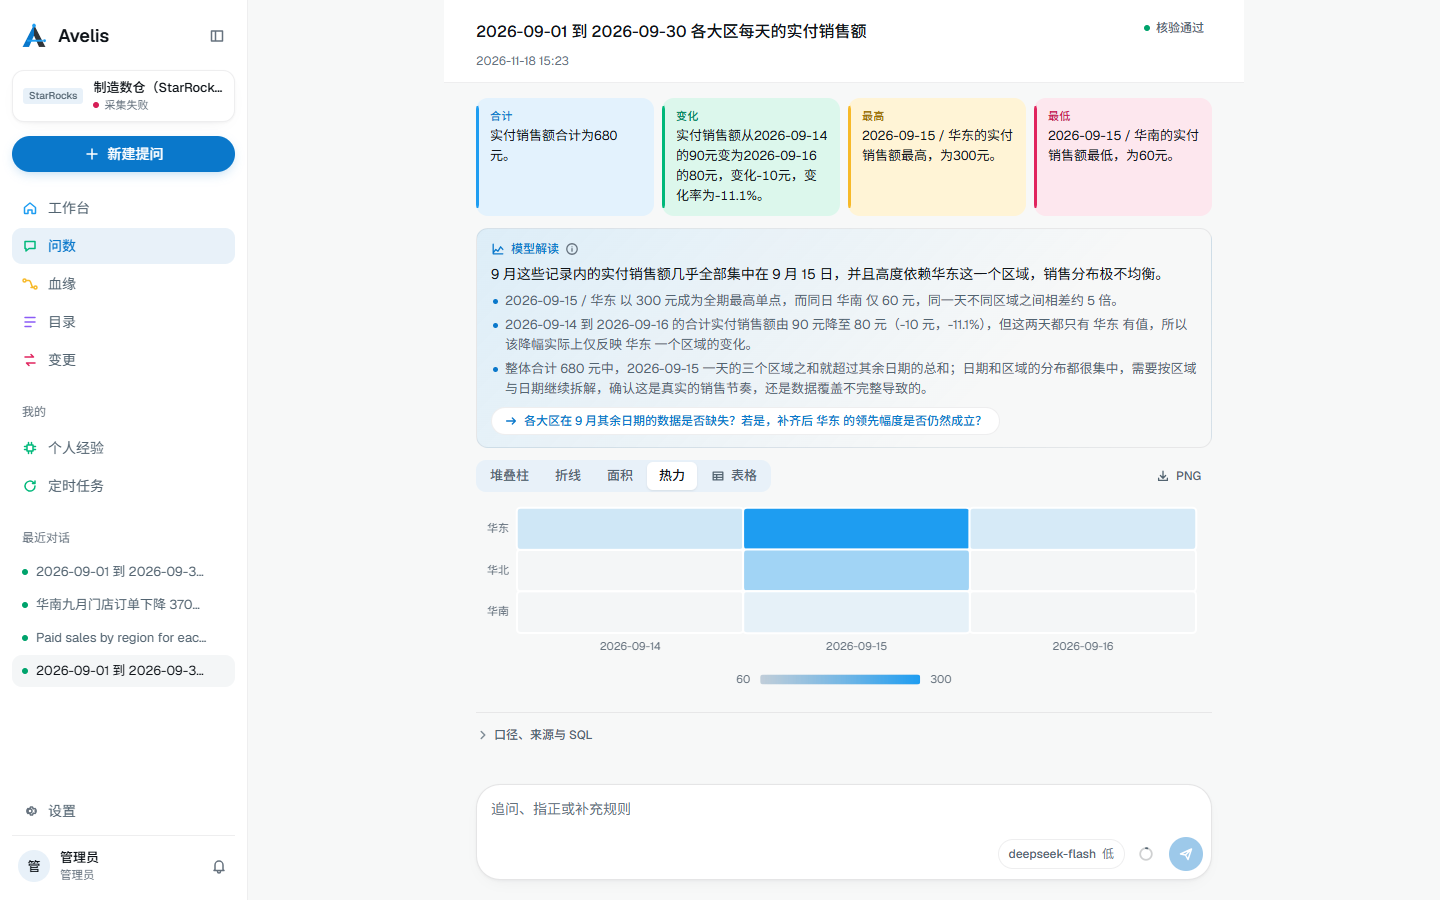 Avelis
StarRocks
制造数仓（StarRock...
采集失败
新建提问
工作台
问数
血缘
目录
变更
我的
个人经验
定时任务
最近对话
2026-09-01 到 2026-09-3...
华南九月门店订单下降 370...
Paid sales by region for eac...
2026-09-01 到 2026-09-3...
设置
管
管理员
管理员
2026-09-01 到 2026-09-30 各大区每天的实付销售额
核验通过
2026-11-18 15:23
合计
实付销售额合计为680
元。
变化
实付销售额从2026-09-14
的90元变为2026-09-16
的80元，变化-10元，变
化率为-11.1%。
最高
2026-09-15 / 华东的实付
销售额最高，为300元。
最低
2026-09-15 / 华南的实付
销售额最低，为60元。
模型解读
9 月这些记录内的实付销售额几乎全部集中在 9 月 15 日，并且高度依赖华东这一个区域，销售分布极不均衡。
2026-09-15 / 华东 以 300 元成为全期最高单点，而同日 华南 仅 60 元，同一天不同区域之间相差约 5 倍。
2026-09-14 到 2026-09-16 的合计实付销售额由 90 元降至 80 元（-10 元，-11.1%），但这两天都只有 华东 有值，所以
该降幅实际上仅反映 华东 一个区域的变化。
整体合计 680 元中，2026-09-15 一天的三个区域之和就超过其余日期的总和；日期和区域的分布都很集中，需要按区域
与日期继续拆解，确认这是真实的销售节奏，还是数据覆盖不完整导致的。
各大区在 9 月其余日期的数据是否缺失？若是，补齐后 华东 的领先幅度是否仍然成立？
堆叠柱
折线
面积
热力
表格
PNG
华东
华北
华南
2026-09-14
2026-09-15
2026-09-16
60
300
口径、来源与 SQL
追问、指正或补充规则
deepseek-flash 低